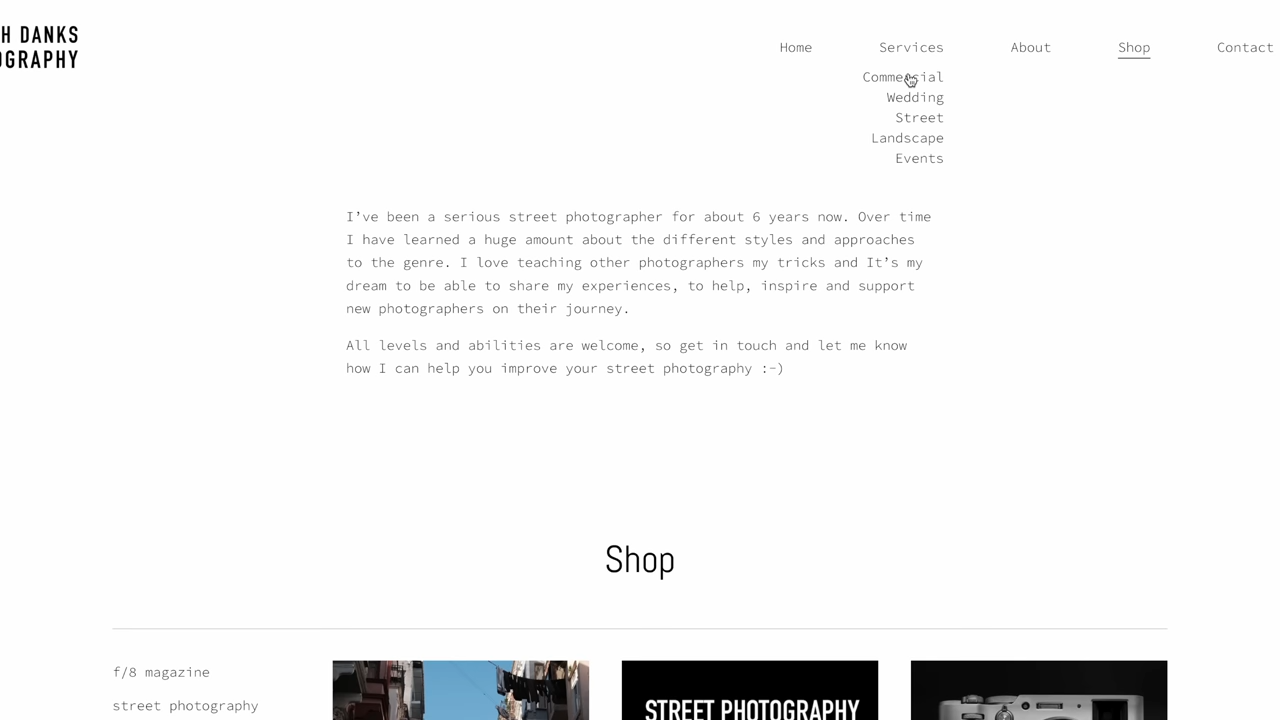 H DANKS
OGRAPHY
Home Services About Shop Contact
Commercial
Wedding
Street
Landscape
Events
I’ve been a serious street photographer for about 6 years now. Over time
I have learned a huge amount about the different styles and approaches
to the genre. I love teaching other photographers my tricks and It’s my
dream to be able to share my experiences, to help, inspire and support
new photographers on their journey.
All levels and abilities are welcome, so get in touch and let me know
how I can help you improve your street photography :-)
Shop
f/8 magazine
street photography
STREET PHOTOGRAPHY